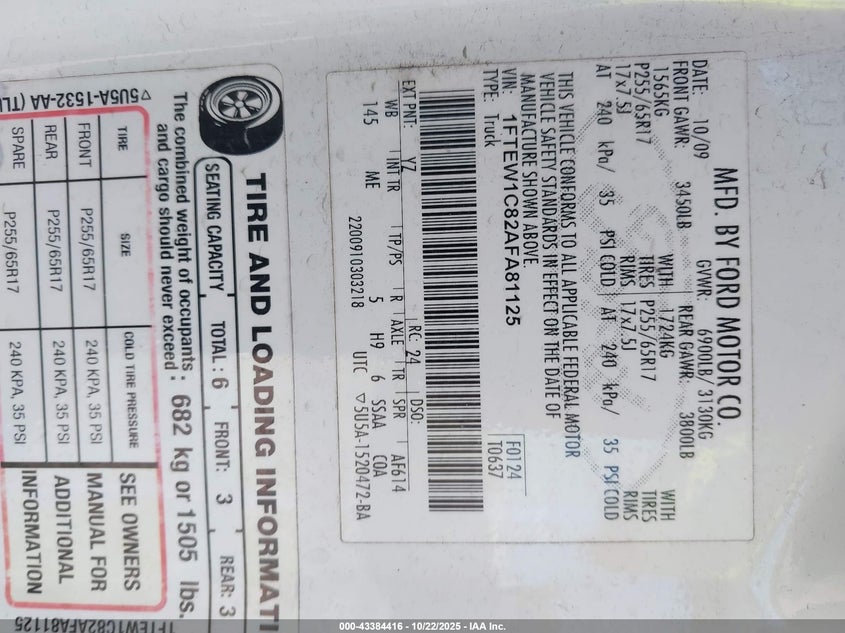 MFD. BY FORD MOTOR CO.
DATE: 10/09 GVWR: 6900LB/ 3130KG
FRONT GAWR: 3450LB REAR GAWR: 3800LB
1565KG WITH 1724KG WITH
P255/65R17 TIRES P255/65R17 TIRES
17x7.5J RIMS 17x7.5J RIMS
AT 240 kPa/ 35 PSI COLD AT 240 kPa/ 35 PSI COLD
THIS VEHICLE CONFORMS TO ALL APPLICABLE FEDERAL MOTOR
VEHICLE SAFETY STANDARDS IN EFFECT ON THE DATE OF
MANUFACTURE SHOWN ABOVE.
VIN: 1FTEW1C82AFA81125
TYPE: Truck
F0124
T0637
EXT PNT: YZ RC: 24 DSO:
WB INT TR TP/PS R AXLE TR SPR AF614
145 ME 5 H9 6 SSAA COA
2200910303218 UTC ▽5U5A-1520472-BA
TIRE AND LOADING INFORMATI
SEATING CAPACITY TOTAL: 6 FRONT: 3 REAR: 3
The combined weight of occupants
and cargo should never exceed: 682 kg or 1505 lbs.
TIRE SIZE COLD TIRE PRESSURE
FRONT P255/65R17 240 KPA, 35 PSI
REAR P255/65R17 240 KPA, 35 PSI
SPARE P255/65R17 240 KPA, 35 PSI
SEE OWNERS
MANUAL FOR
ADDITIONAL
INFORMATION
▽5U5A-1532-AA (TLI
1FTEW1C82AFA81125
000-43384416 - 10/22/2025 - IAA Inc.